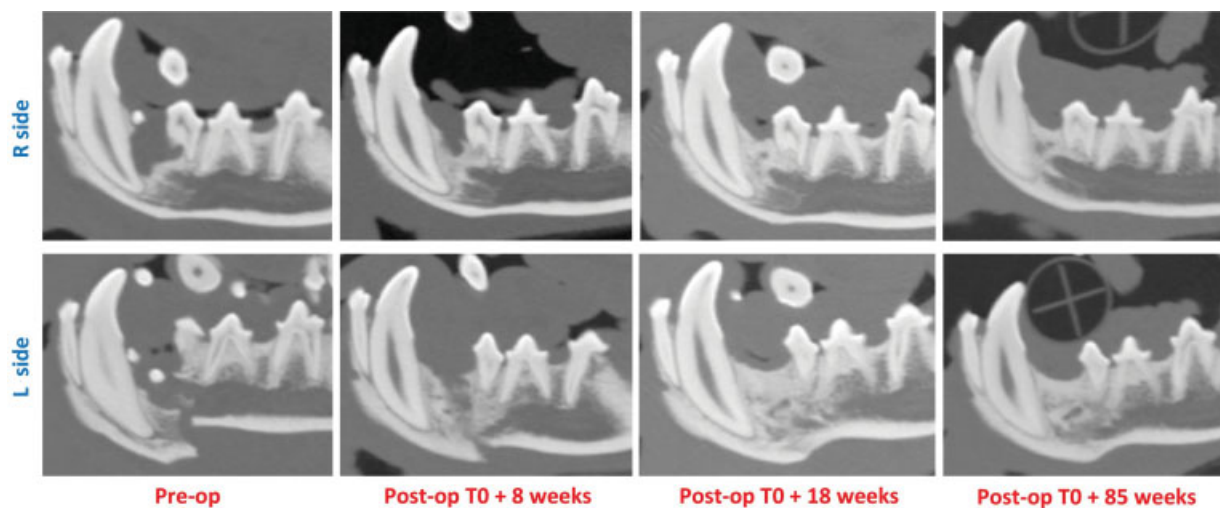 R side
L side
Pre-op
Post-op T0 + 8 weeks
Post-op T0 + 18 weeks
Post-op T0 + 85 weeks